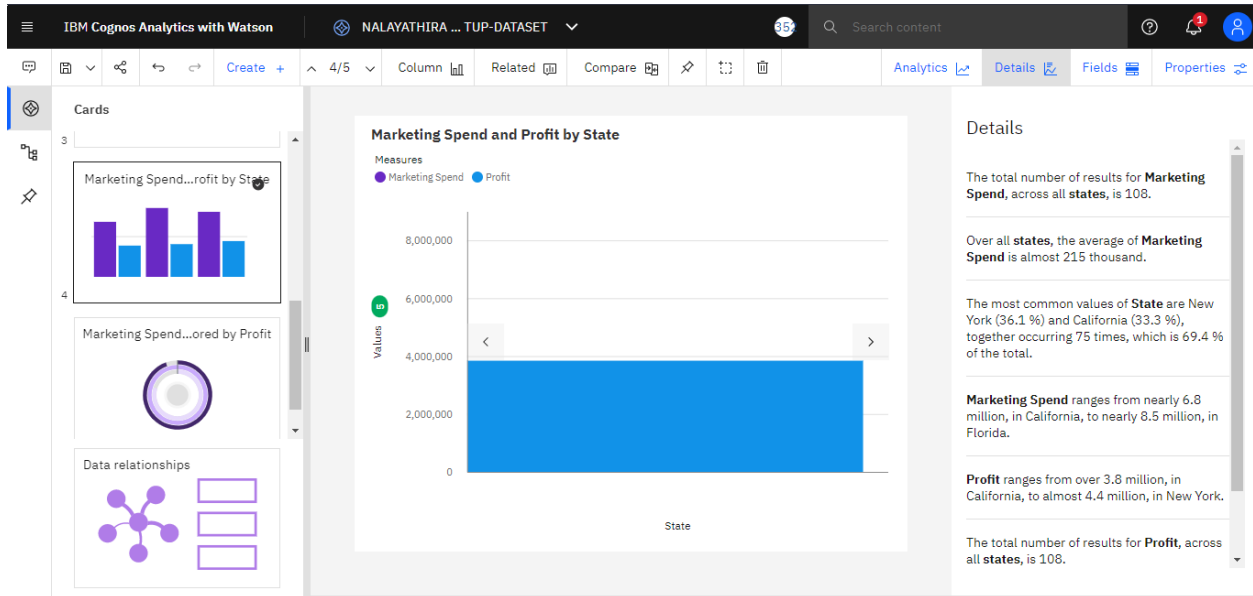 IBM Cognos Analytics with Watson
NALAYATHIRA ... TUP-DATASET
352
Search content
1
Create +
4/5
Column
Related
Compare
Analytics
Details
Fields
Properties
Cards
3
Marketing Spend...rofit by State
4
Marketing Spend...ored by Profit
Data relationships
Marketing Spend and Profit by State
Measures
Marketing Spend
Profit
8,000,000
6,000,000
4,000,000
2,000,000
0
Values
State
Details
The total number of results for Marketing
Spend, across all states, is 108.
Over all states, the average of Marketing
Spend is almost 215 thousand.
The most common values of State are New
York (36.1 %) and California (33.3 %),
together occurring 75 times, which is 69.4 %
of the total.
Marketing Spend ranges from nearly 6.8
million, in California, to nearly 8.5 million, in
Florida.
Profit ranges from over 3.8 million, in
California, to almost 4.4 million, in New York.
The total number of results for Profit, across
all states, is 108.